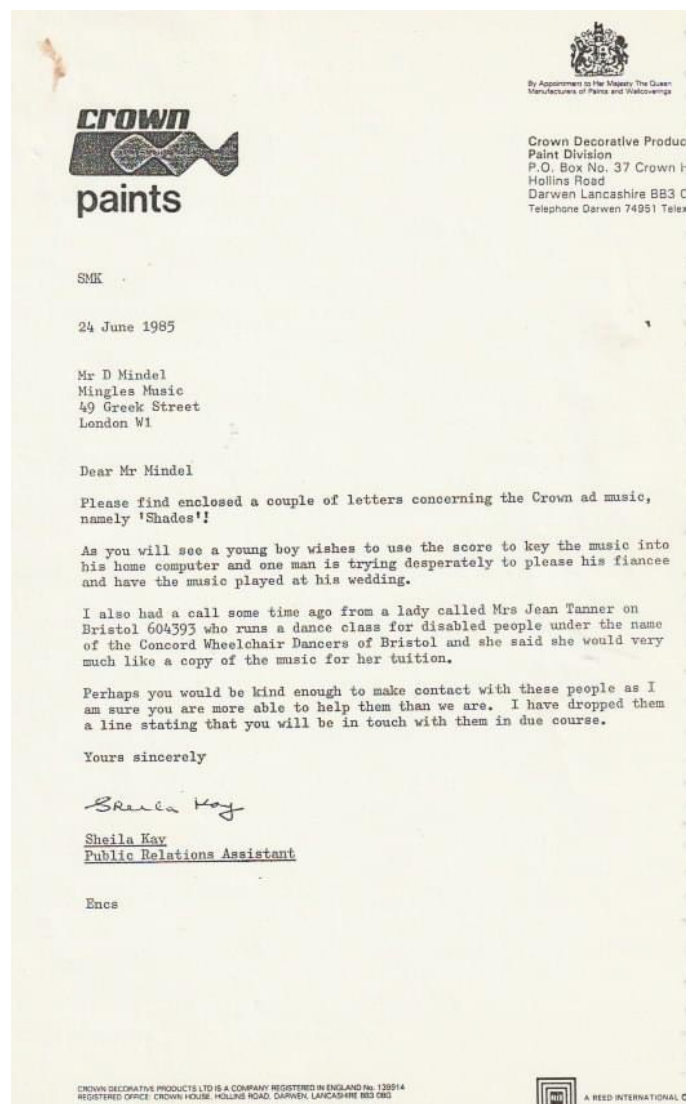 By Appointment to Her Majesty The Queen
Manufacturers of Paints and Wallcoverings
crown
paints
Crown Decorative
Paint Division
P.O. Box No. 37 Crown
Hollins Road
Darwen Lancashire BB3
Telephone Darwen 74951
SMK
24 June 1985
Mr D Mindel
Mingles Music
49 Greek Street
London W1
Dear Mr Mindel
Please find enclosed a couple of letters concerning the Crown ad music,
namely 'Shades'!
As you will see a young boy wishes to use the score to key the music into
his home computer and one man is trying desperately to please his fiancee
and have the music played at his wedding.
I also had a call some time ago from a lady called Mrs Jean Tanner on
Bristol 604393 who runs a dance class for disabled people under the name
of the Concord Wheelchair Dancers of Bristol and she said she would very
much like a copy of the music for her tuition.
Perhaps you would be kind enough to make contact with these people as I
am sure you are more able to help them than we are. I have dropped them
a line stating that you will be in touch with them in due course.
Yours sincerely
Sheila Kay
Sheila Kay
Public Relations Assistant
Encs
CROWN DECORATIVE PRODUCTS LTD IS A COMPANY REGISTERED IN ENGLAND No. 139914
REGISTERED OFFICE: CROWN HOUSE, HOLLINS ROAD, DARWEN, LANCASHIRE BB3 0BG
A REED INTERNATIONAL